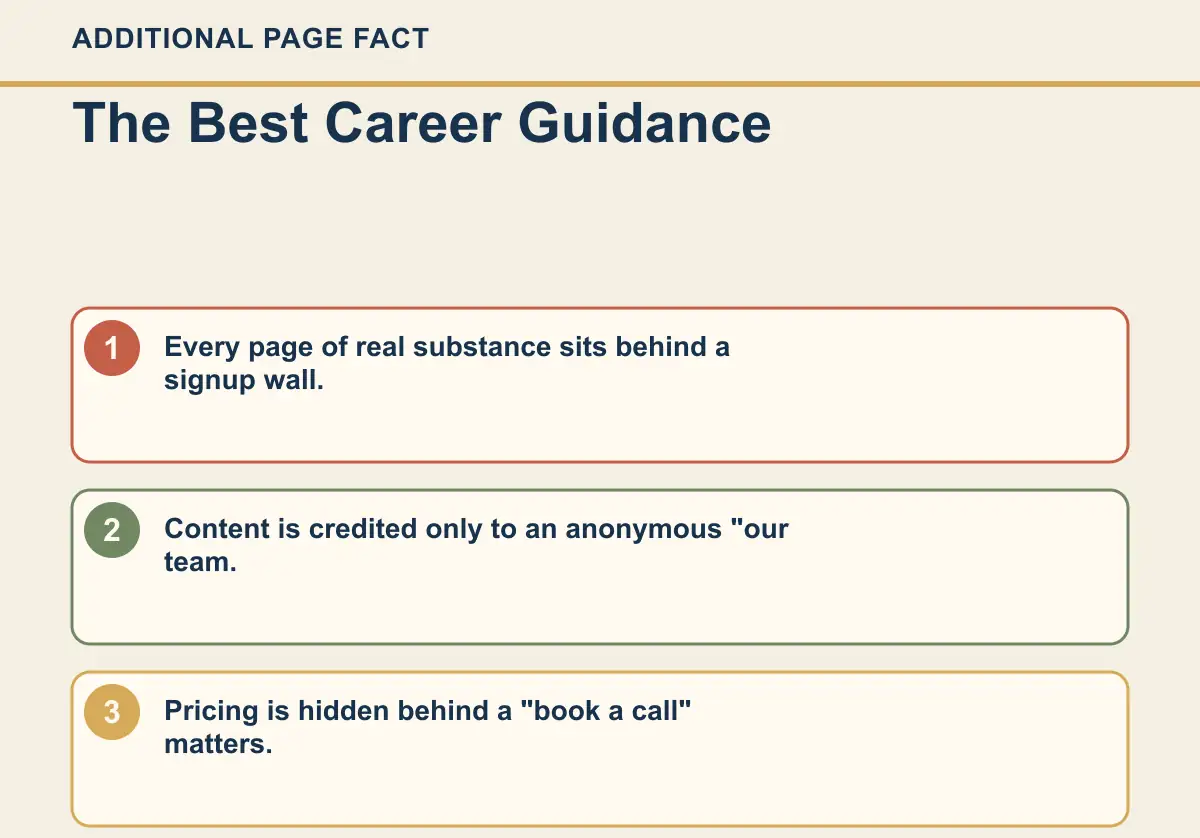 ADDITIONAL PAGE FACT
The Best Career Guidance
1
Every page of real substance sits behind a
signup wall.
2
Content is credited only to an anonymous "our
team.
3
Pricing is hidden behind a "book a call"
matters.